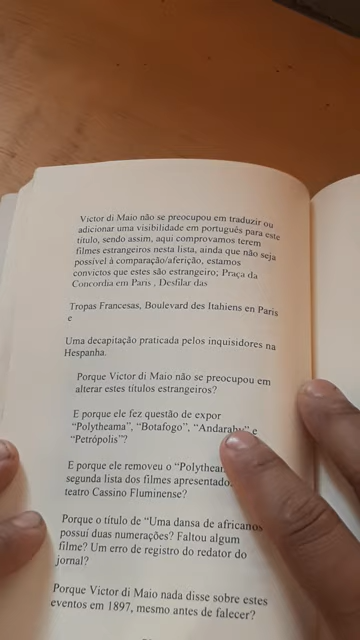 Victor di Maio não se preocupou em traduzir ou
adicionar uma visibilidade em português para este
título, sendo assim, aqui comprovamos terem
filmes estrangeiros nesta lista, ainda que não seja
possível à comparação/aferição, estamos
convictos que estes são estrangeiro; Praça da
Concordia em Paris , Desfilar das
Tropas Francesas, Boulevard des Itahiens en Paris
e
Uma decapitação praticada pelos inquisidores na
Hespanha.
Porque Victor di Maio não se preocupou em
alterar estes títulos estrangeiros?
E porque ele fez questão de expor
“Polytheama”, “Botafogo”, “Andarahy” e
“Petrópolis”?
E porque ele removeu o
segunda lista dos filmes apresentado
teatro Cassino Fluminense?
Porque o título de “Uma dansa de africanos
possuí duas numerações? Faltou algum
filme? Um erro de registro do redator do
jornal?
Porque Victor di Maio nada disse sobre estes
eventos em 1897, mesmo antes de falecer?